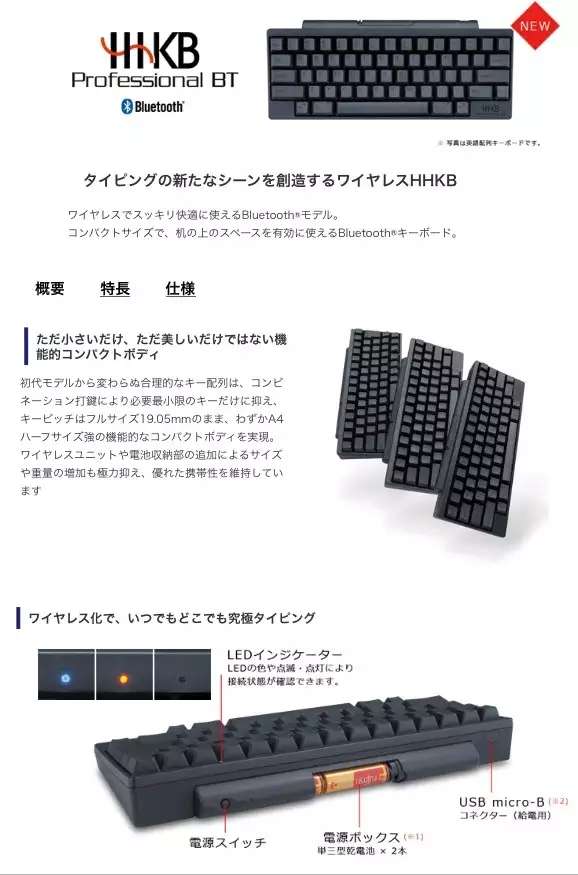 HHKB
Professional BT
Bluetooth®
NEW
※ 写真は英語配列キーボードです。
タイピングの新たなシーンを創造するワイヤレスHHKB
ワイヤレスでスッキリ快適に使えるBluetooth®モデル。
コンパクトサイズで、机の上のスペースを有効に使えるBluetooth®キーボード。
概要 特長 仕様
ただ小さいだけ、ただ美しいだけではない機
能的コンパクトボディ
初代モデルから変わらぬ合理的なキー配列は、コンビ
ネーション打鍵により必要最小限のキーだけに抑え、
キーピッチはフルサイズ19.05mmのまま、わずかA4
ハーフサイズ強の機能的なコンパクトボディを実現。
ワイヤレスユニットや電池収納部の追加によるサイズ
や重量の増加も極力抑え、優れた携帯性を維持してい
ます
ワイヤレス化で、いつでもどこでも究極タイピング
LEDインジケーター
LEDの色や点滅・点灯により
接続状態が確認できます。
FUJITSU
USB micro-B (※2)
コネクター（給電用）
電源スイッチ
電源ボックス (※1)
単三型乾電池 × 2本